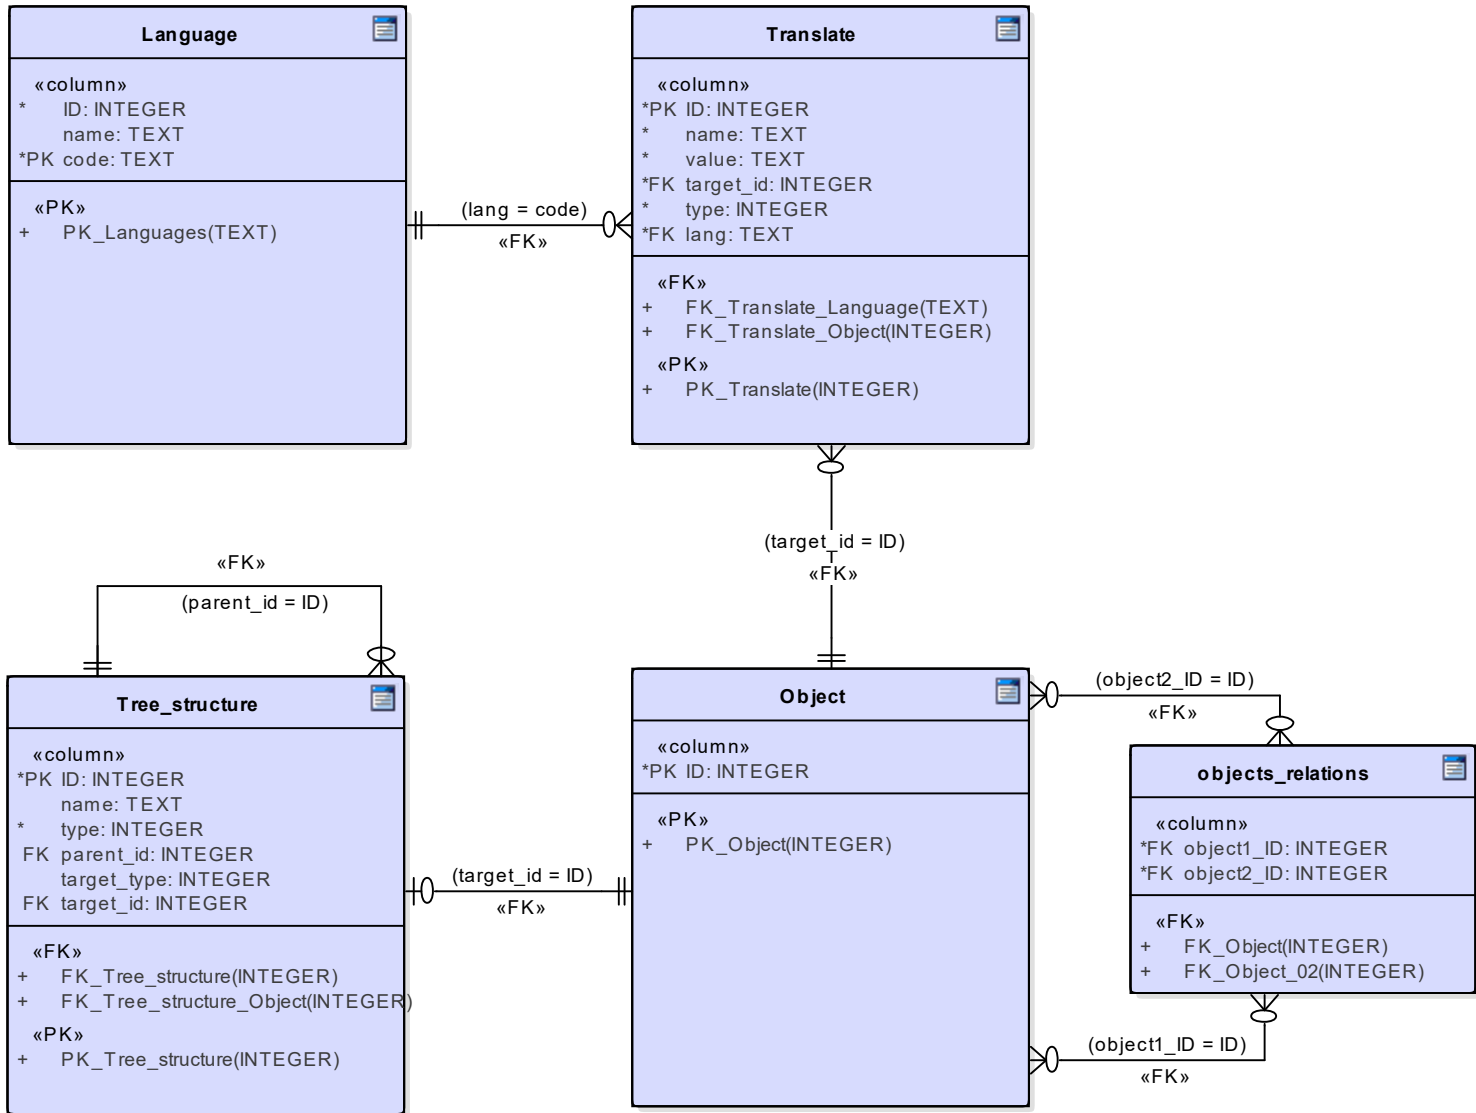 Language
«column»
* ID: INTEGER
name: TEXT
*PK code: TEXT
«PK»
+ PK_Languages(TEXT)
(lang = code)
«FK»
Translate
«column»
*PK ID: INTEGER
* name: TEXT
* value: TEXT
*FK target_id: INTEGER
* type: INTEGER
*FK lang: TEXT
«FK»
+ FK_Translate_Language(TEXT)
+ FK_Translate_Object(INTEGER)
«PK»
+ PK_Translate(INTEGER)
(target_id = ID)
«FK»
«FK»
(parent_id = ID)
Tree_structure
«column»
*PK ID: INTEGER
name: TEXT
* type: INTEGER
FK parent_id: INTEGER
target_type: INTEGER
FK target_id: INTEGER
«FK»
+ FK_Tree_structure(INTEGER)
+ FK_Tree_structure_Object(INTEGER)
«PK»
+ PK_Tree_structure(INTEGER)
(target_id = ID)
«FK»
Object
«column»
*PK ID: INTEGER
«PK»
+ PK_Object(INTEGER)
(object2_ID = ID)
«FK»
objects_relations
«column»
*FK object1_ID: INTEGER
*FK object2_ID: INTEGER
«FK»
+ FK_Object(INTEGER)
+ FK_Object_02(INTEGER)
(object1_ID = ID)
«FK»